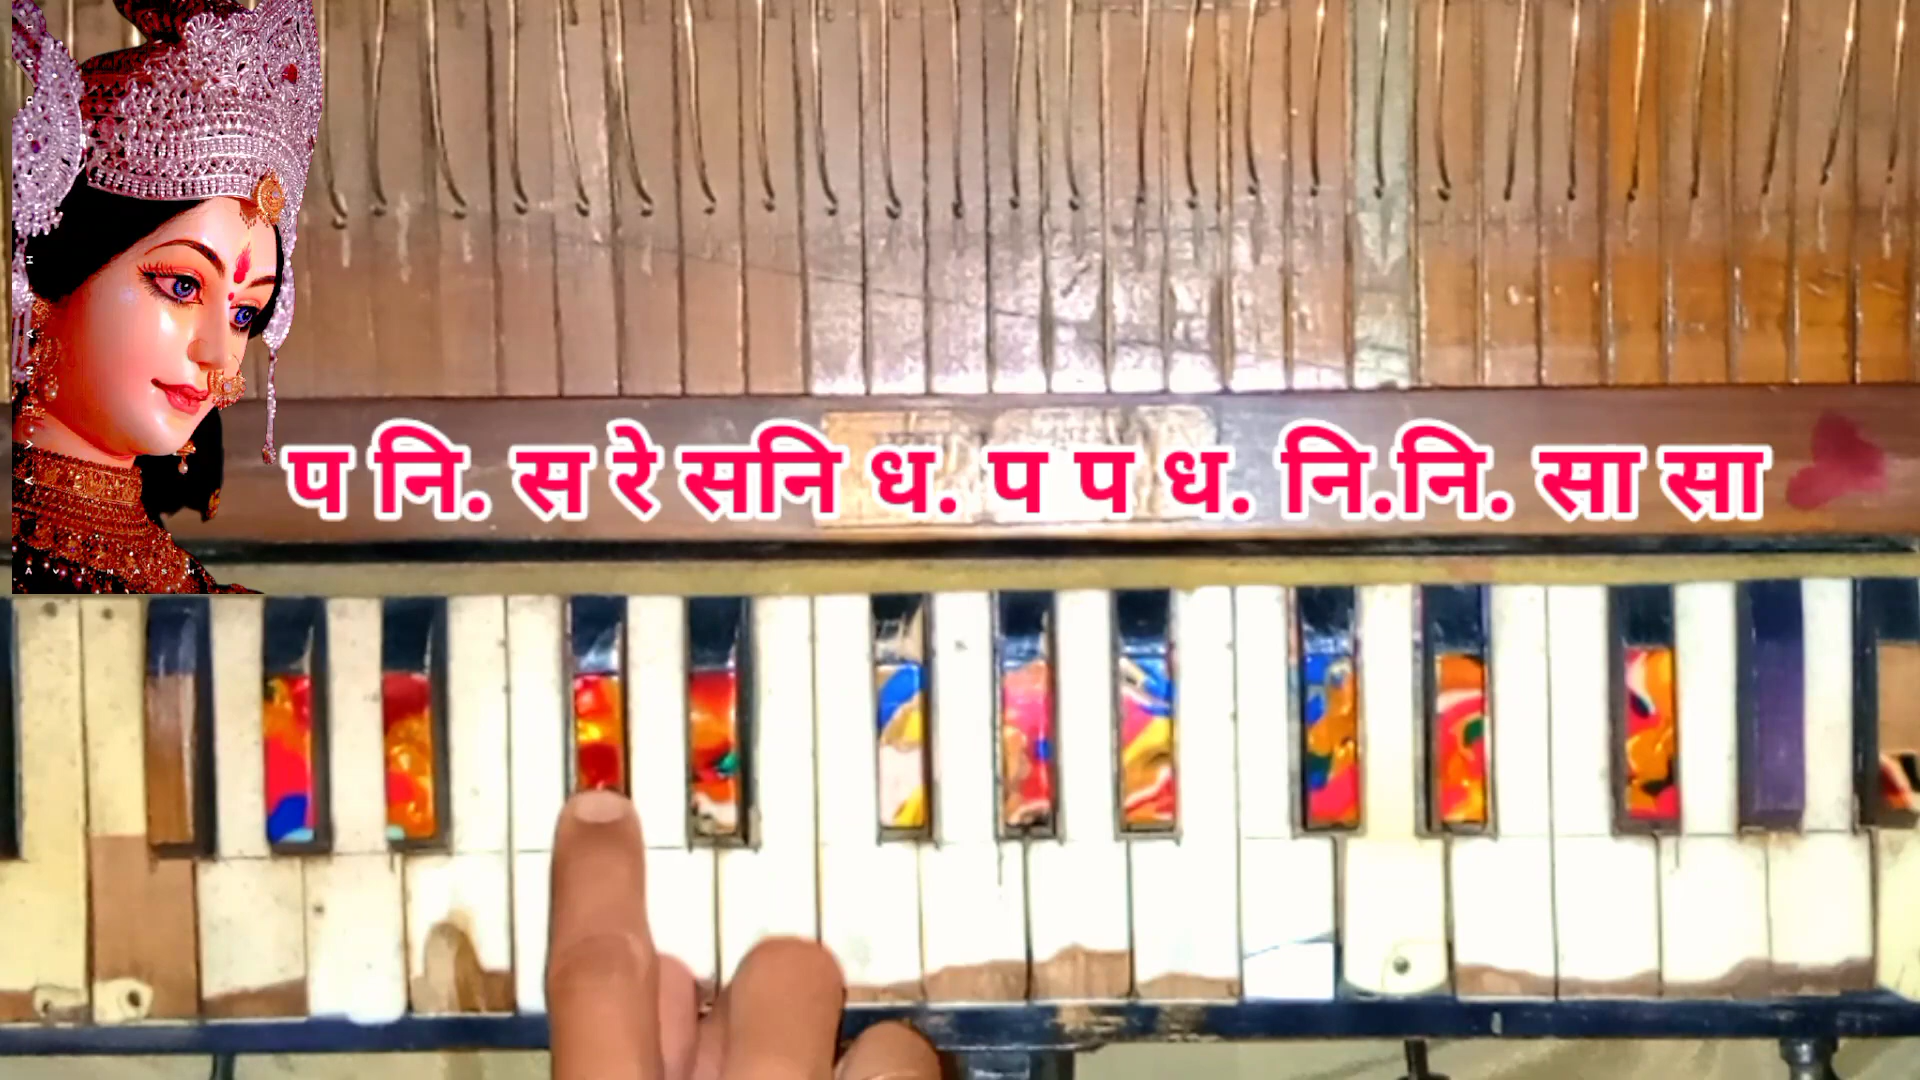 प नि. स रे सनि ध. प प ध. नि.नि. सा सा